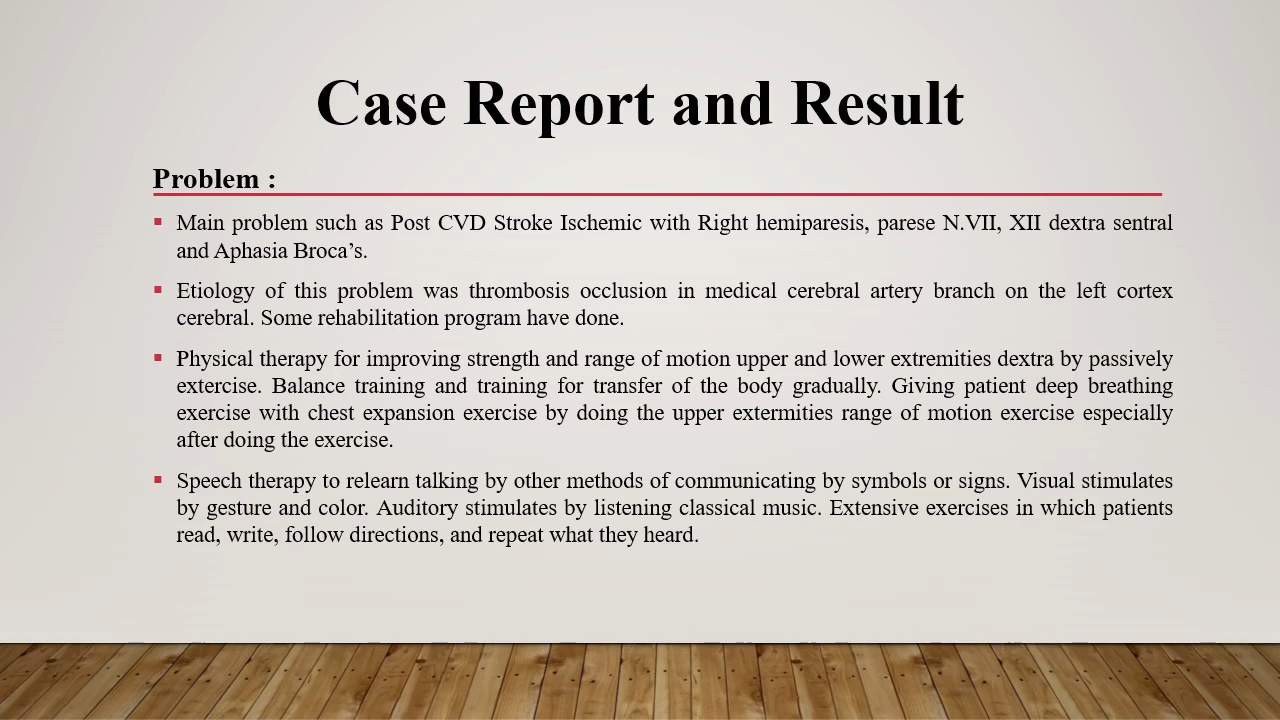 Case Report and Result
Problem :
▪ Main problem such as Post CVD Stroke Ischemic with Right hemiparesis, parese N.VII, XII dextra sentral
and Aphasia Broca’s.
▪ Etiology of this problem was thrombosis occlusion in medical cerebral artery branch on the left cortex
cerebral. Some rehabilitation program have done.
▪ Physical therapy for improving strength and range of motion upper and lower extremities dextra by passively
extercise. Balance training and training for transfer of the body gradually. Giving patient deep breathing
exercise with chest expansion exercise by doing the upper extermities range of motion exercise especially
after doing the exercise.
▪ Speech therapy to relearn talking by other methods of communicating by symbols or signs. Visual stimulates
by gesture and color. Auditory stimulates by listening classical music. Extensive exercises in which patients
read, write, follow directions, and repeat what they heard.